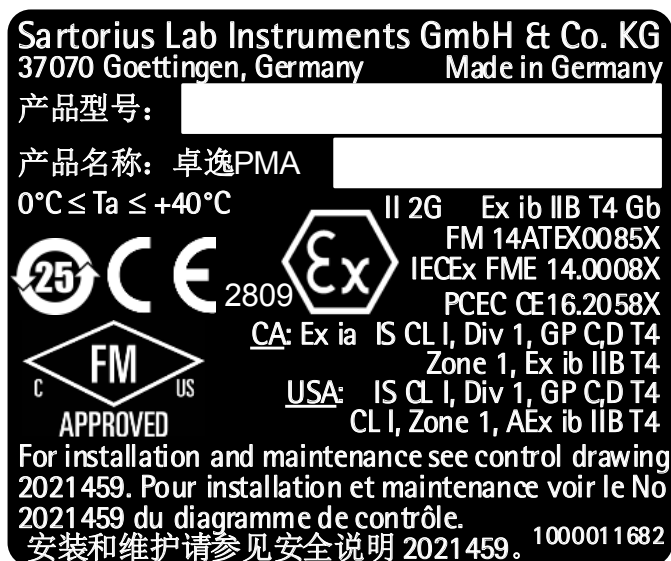 Sartorius Lab Instruments GmbH & Co. KG
37070 Goettingen, Germany Made in Germany
产品型号：
产品名称：卓逸PMA
0°C ≤ Ta ≤ +40°C
II 2G Ex ib IIB T4 Gb
FM 14ATEX0085X
IECEx FME 14.0008X
PCEC CE16.2058X
25 CE 2809 Ex
CA: Ex ia IS CL I, Div 1, GP C,D T4
Zone 1, Ex ib IIB T4
USA: IS CL I, Div 1, GP C,D T4
CL I, Zone 1, AEx ib IIB T4
C FM US
APPROVED
For installation and maintenance see control drawing
2021459. Pour installation et maintenance voir le No
2021459 du diagramme de contrôle.
安装和维护请参见安全说明 2021459。 1000011682